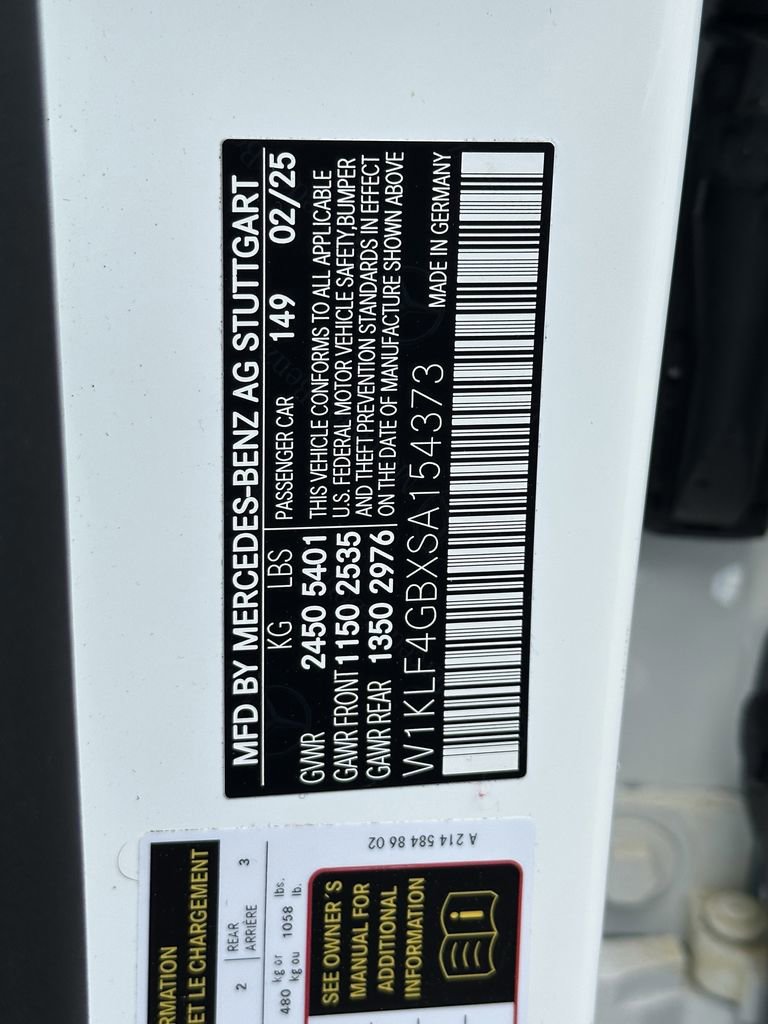 MFD BY MERCEDES-BENZ AG STUTTGART
KG LBS PASSENGER CAR 149 02/25
GWWR 2450 5401 THIS VEHICLE CONFORMS TO ALL APPLICABLE
GAWR FRONT 1150 2535 U.S. FEDERAL MOTOR VEHICLE SAFETY,BUMPER
GAWR REAR 1350 2976 AND THEFT PREVENTION STANDARDS IN EFFECT
ON THE DATE OF MANUFACTURE SHOWN ABOVE
W1KLF4GBXSA154373 MADE IN GERMANY
RMATION
ET LE CHARGEMENT
2 REAR 3
ARRIÈRE
480 kg or 1058 lbs.
kg ou lb.
SEE OWNER´S
MANUAL FOR
ADDITIONAL
INFORMATION
A 214 584 86 02